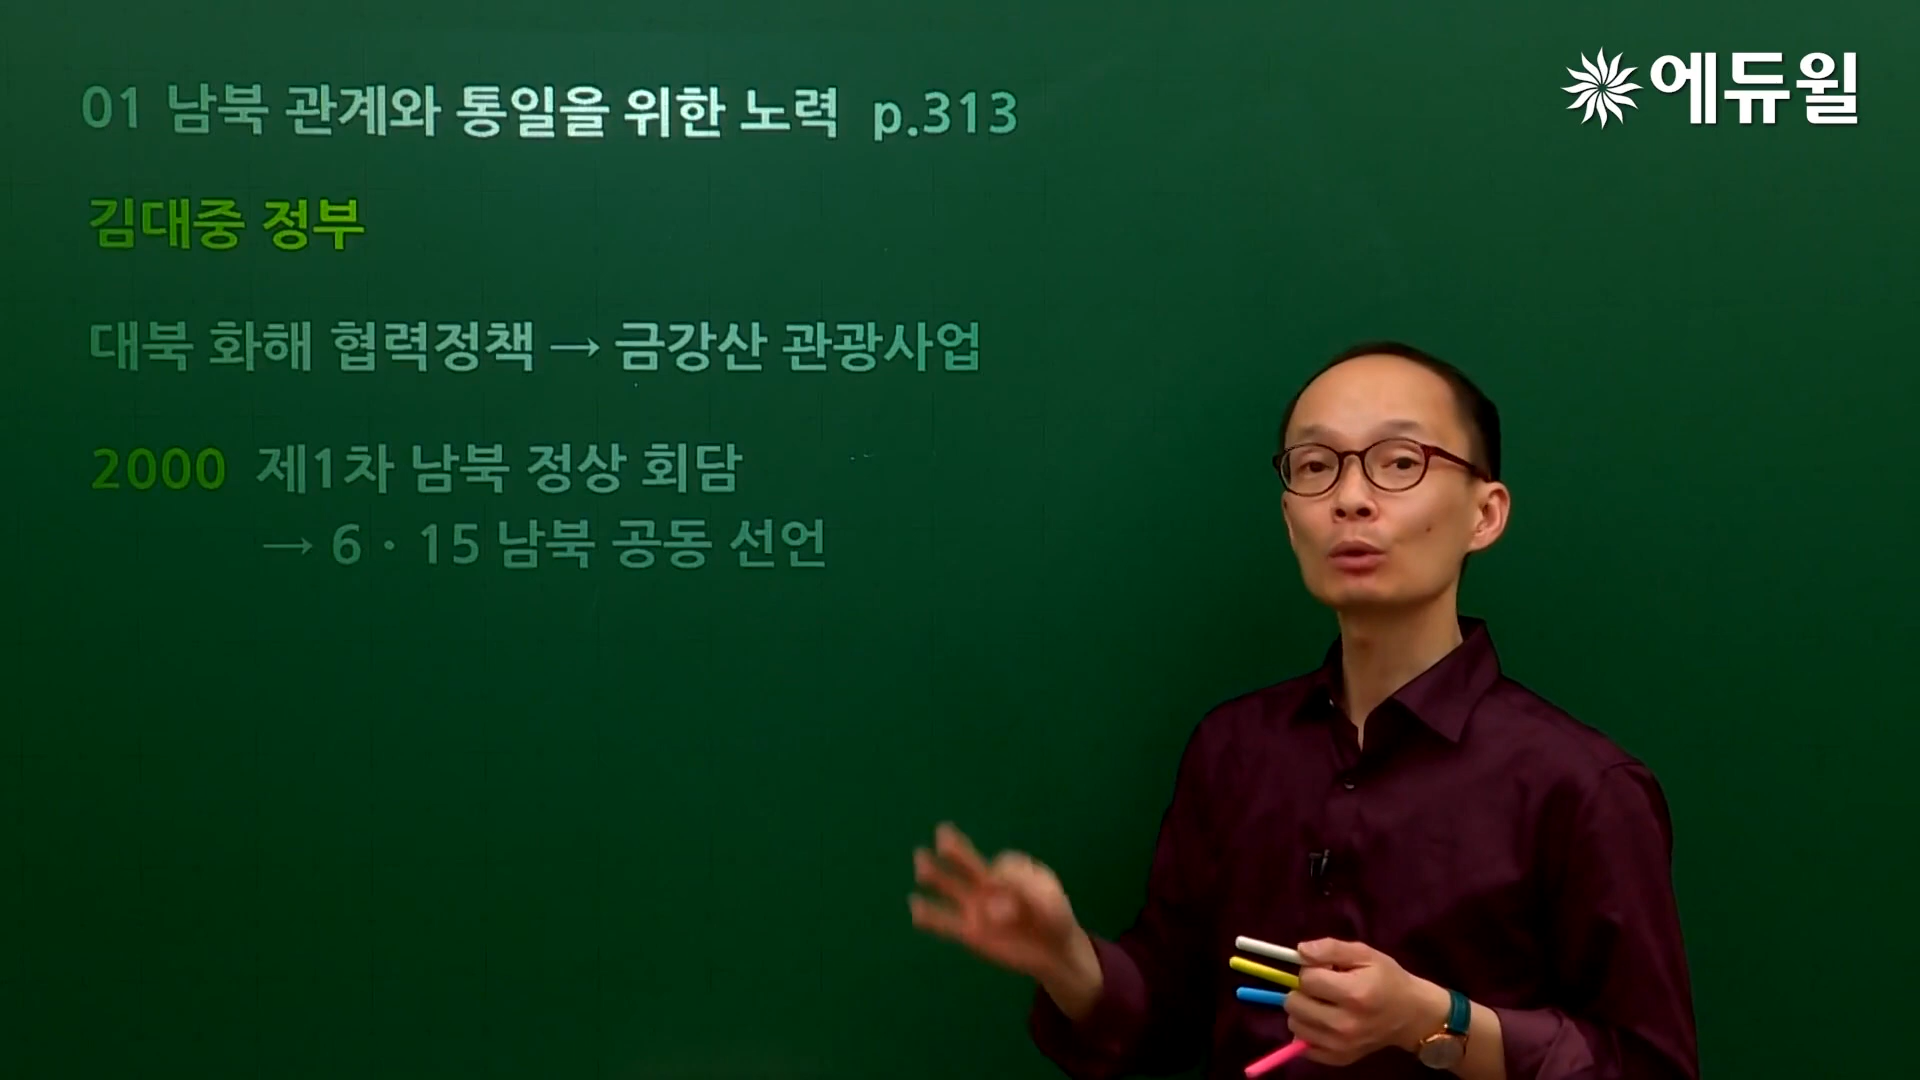 에듀윌
01 남북 관계와 통일을 위한 노력 p.313
김대중 정부
대북 화해 협력정책 → 금강산 관광사업
2000 제1차 남북 정상 회담
→ 6·15 남북 공동 선언